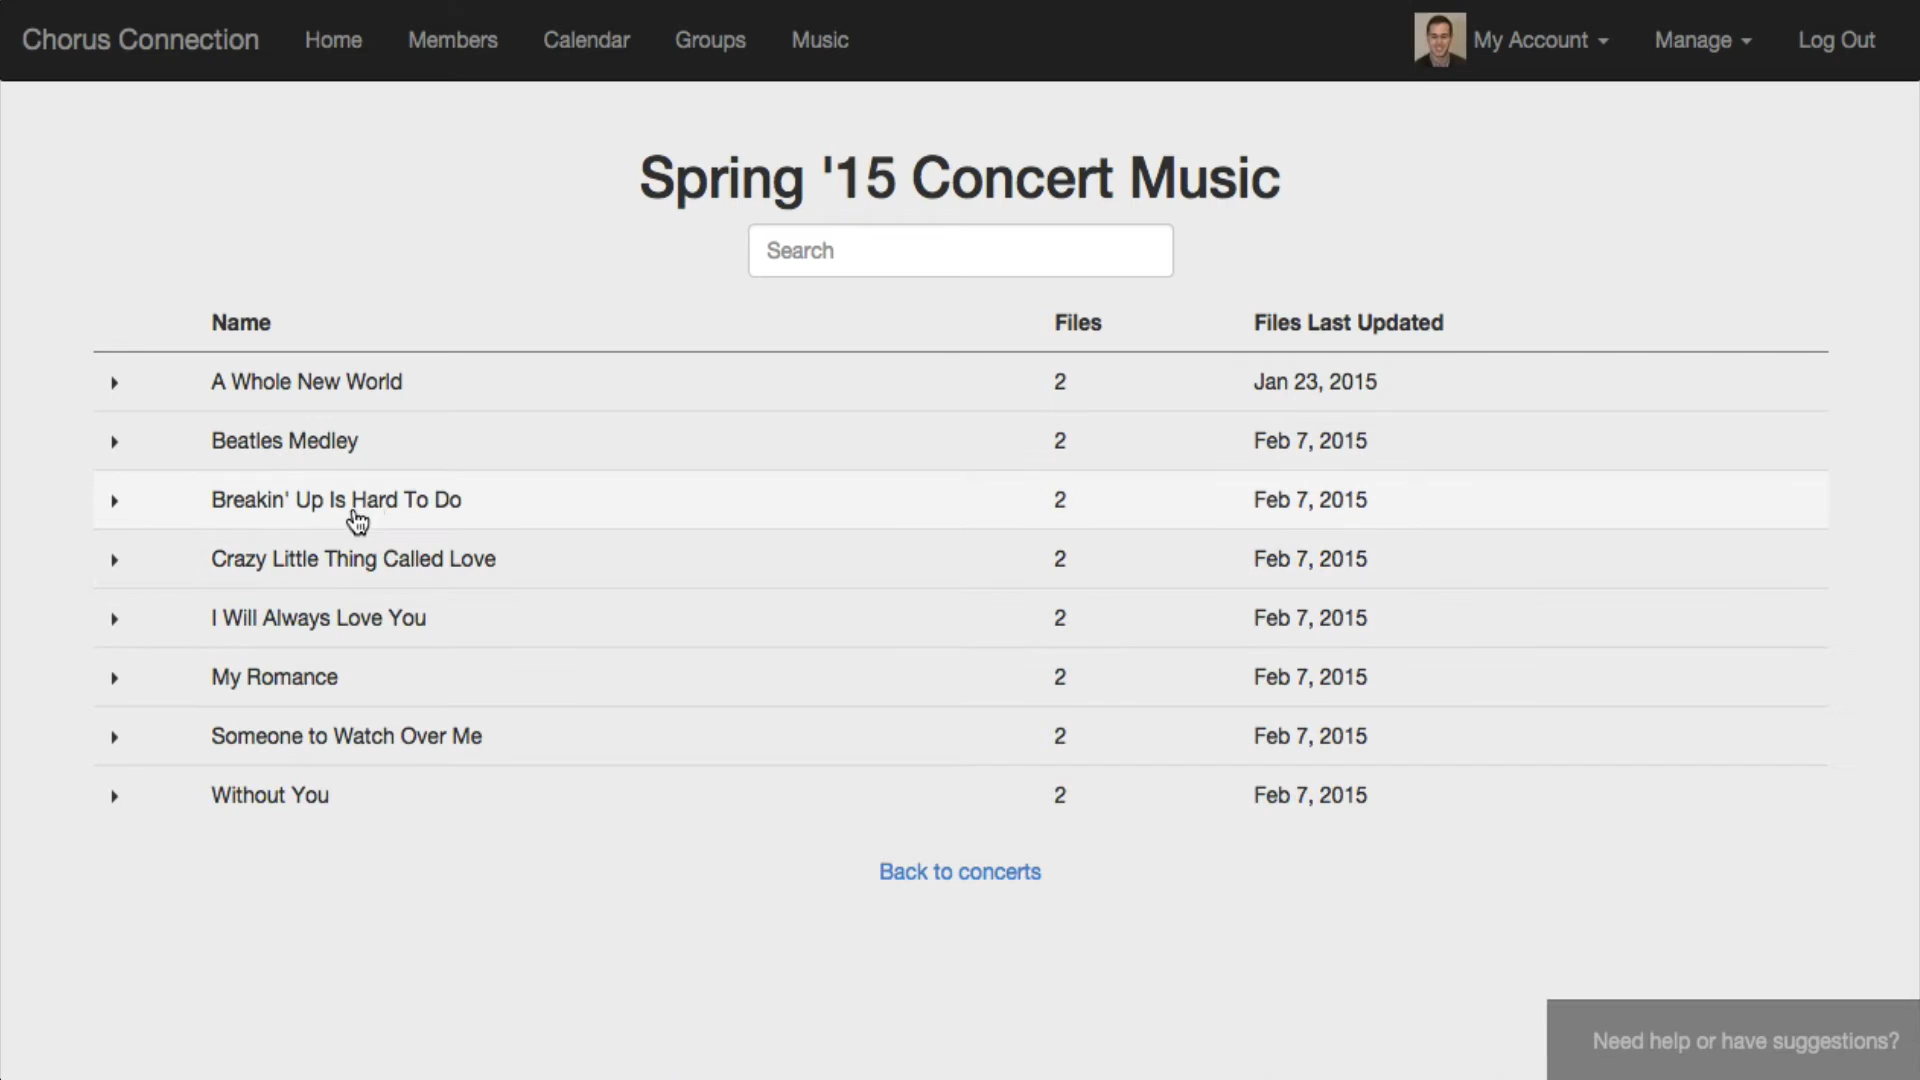 Chorus Connection Home Members Calendar Groups Music My Account Manage Log Out
Spring '15 Concert Music
Search
Name Files Files Last Updated
A Whole New World 2 Jan 23, 2015
Beatles Medley 2 Feb 7, 2015
Breakin' Up Is Hard To Do 2 Feb 7, 2015
Crazy Little Thing Called Love 2 Feb 7, 2015
I Will Always Love You 2 Feb 7, 2015
My Romance 2 Feb 7, 2015
Someone to Watch Over Me 2 Feb 7, 2015
Without You 2 Feb 7, 2015
Back to concerts
Need help or have suggestions?